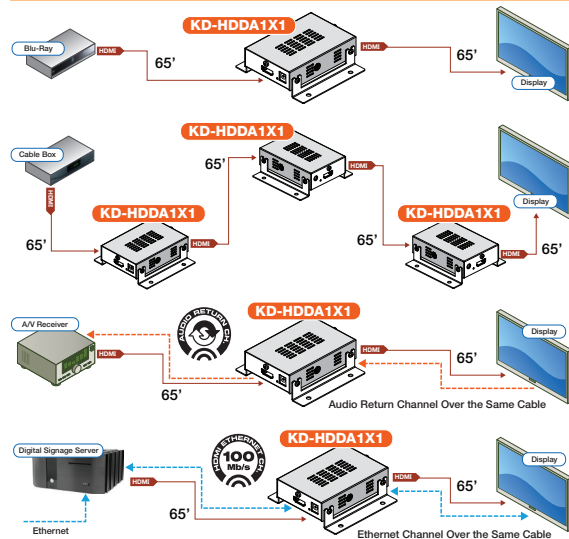 KD-HDDA1X1
Blu-Ray
HDMI
65'
HDMI
65'
Display
KD-HDDA1X1
Cable Box
65'
HDMI
HDMI
Display
KD-HDDA1X1
KD-HDDA1X1
65'
HDMI
65'
HDMI
65'
KD-HDDA1X1
A/V Receiver
AUDIO RETURN CH.
Display
HDMI
HDMI
65'
65'
Audio Return Channel Over the Same Cable
KD-HDDA1X1
Digital Signage Server
HDMI ETHERNET CH.
100
Mb/s
Display
HDMI
HDMI
65'
65'
Ethernet
Ethernet Channel Over the Same Cable